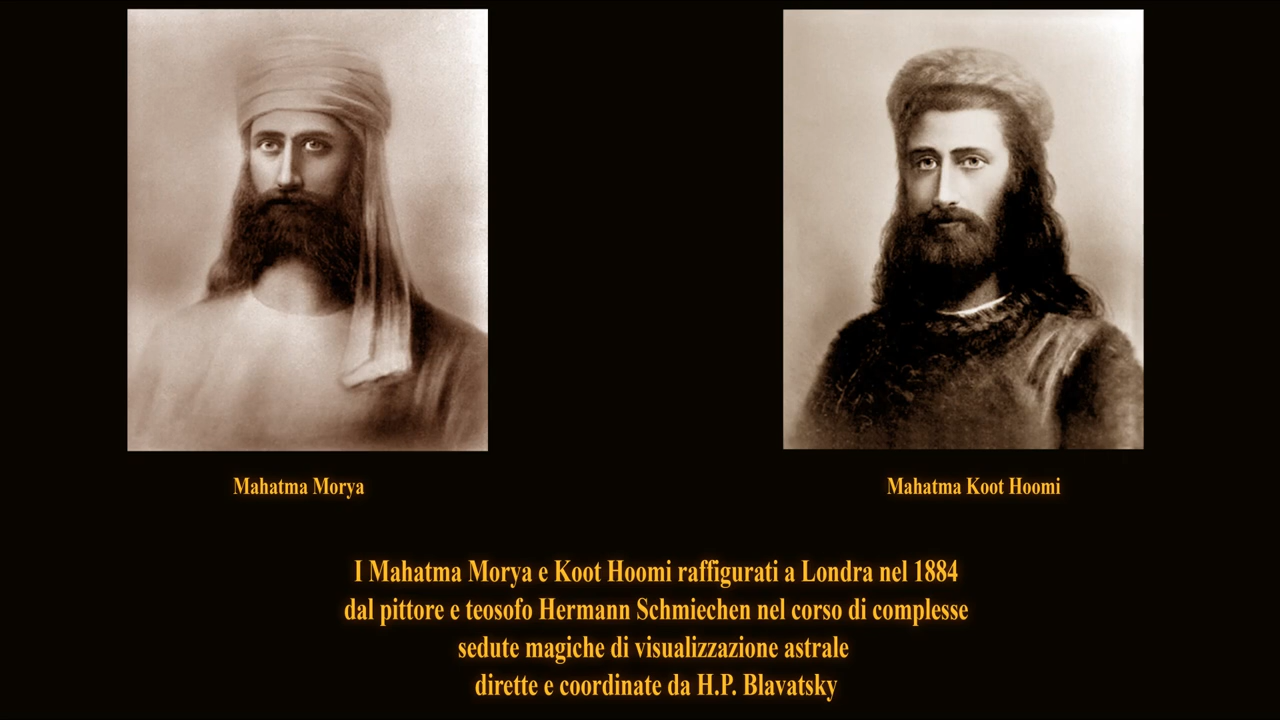 Mahatma Morya
Mahatma Koot Hoomi
I Mahatma Morya e Koot Hoomi raffigurati a Londra nel 1884
dal pittore e teosofo Hermann Schmiechen nel corso di complesse
sedute magiche di visualizzazione astrale
dirette e coordinate da H.P. Blavatsky